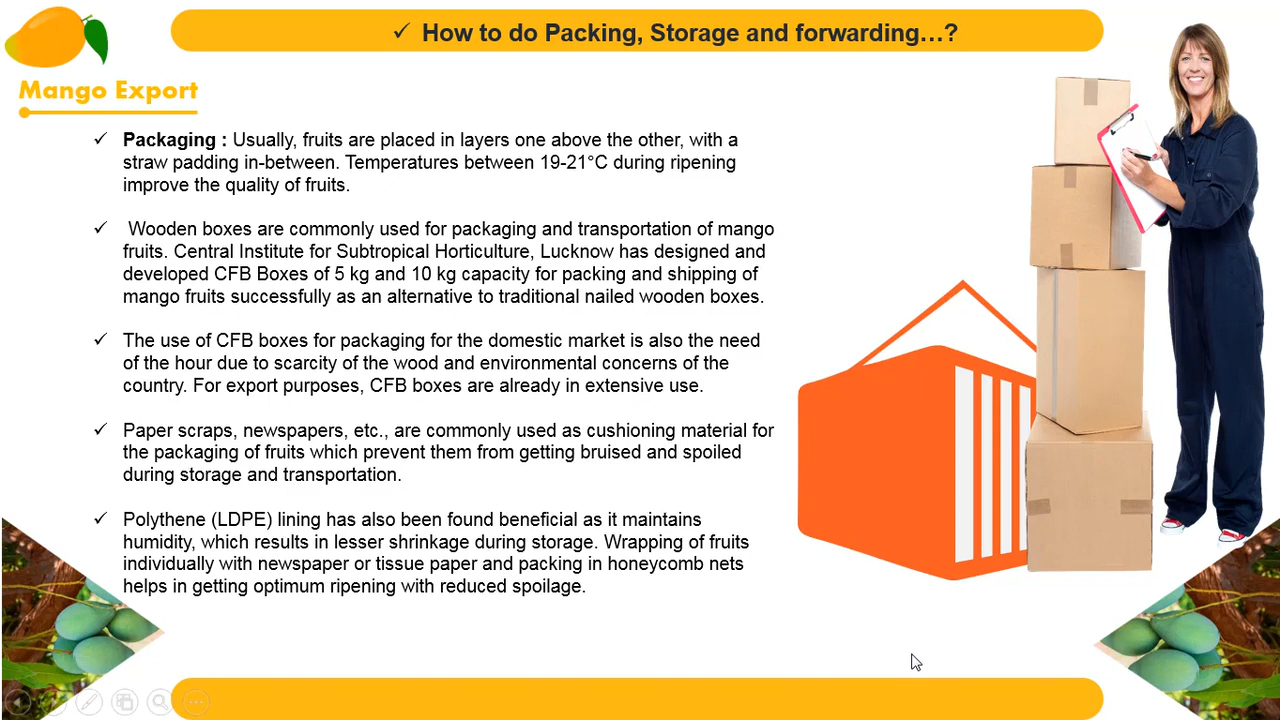 ✓ How to do Packing, Storage and forwarding...?
Mango Export
✓ Packaging : Usually, fruits are placed in layers one above the other, with a
straw padding in-between. Temperatures between 19-21°C during ripening
improve the quality of fruits.
✓ Wooden boxes are commonly used for packaging and transportation of mango
fruits. Central Institute for Subtropical Horticulture, Lucknow has designed and
developed CFB Boxes of 5 kg and 10 kg capacity for packing and shipping of
mango fruits successfully as an alternative to traditional nailed wooden boxes.
✓ The use of CFB boxes for packaging for the domestic market is also the need
of the hour due to scarcity of the wood and environmental concerns of the
country. For export purposes, CFB boxes are already in extensive use.
✓ Paper scraps, newspapers, etc., are commonly used as cushioning material for
the packaging of fruits which prevent them from getting bruised and spoiled
during storage and transportation.
✓ Polythene (LDPE) lining has also been found beneficial as it maintains
humidity, which results in lesser shrinkage during storage. Wrapping of fruits
individually with newspaper or tissue paper and packing in honeycomb nets
helps in getting optimum ripening with reduced spoilage.